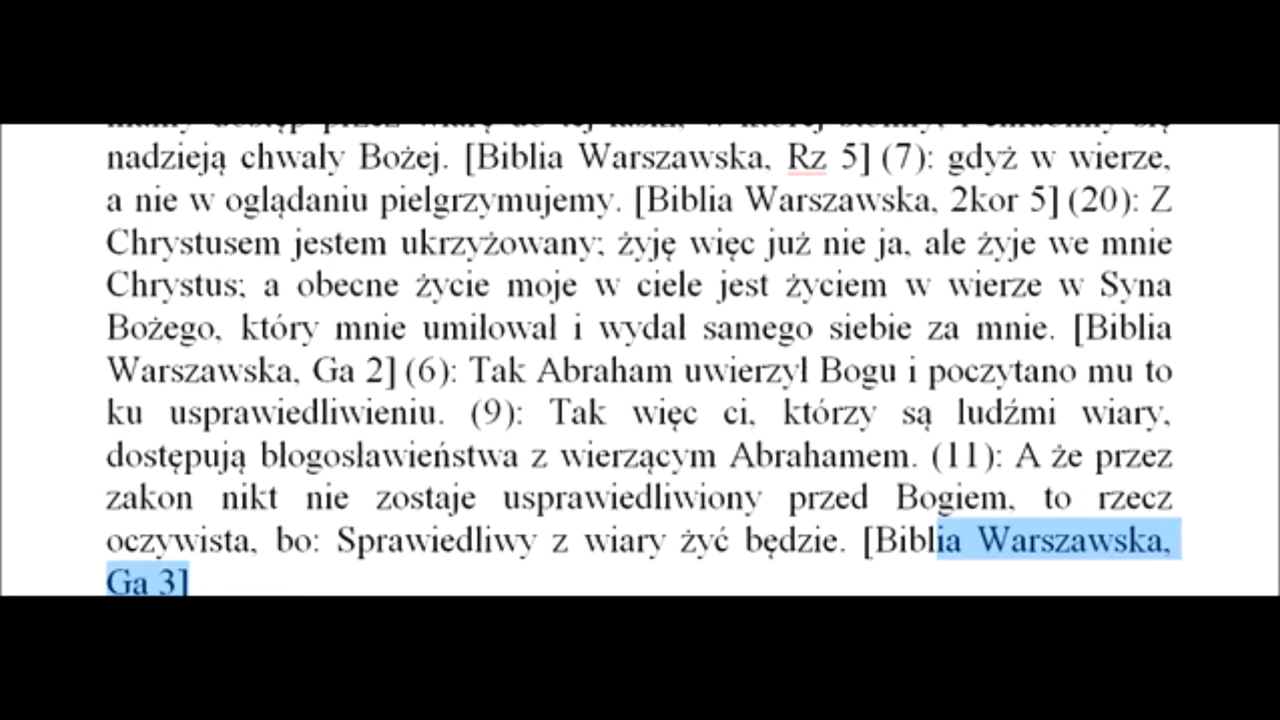 nadzieją chwały Bożej. [Biblia Warszawska, Rz 5] (7): gdyż w wierze,
a nie w oglądaniu pielgrzymujemy. [Biblia Warszawska, 2kor 5] (20): Z
Chrystusem jestem ukrzyżowany; żyję więc już nie ja, ale żyje we mnie
Chrystus; a obecne życie moje w ciele jest życiem w wierze w Syna
Bożego, który mnie umiłował i wydał samego siebie za mnie. [Biblia
Warszawska, Ga 2] (6): Tak Abraham uwierzył Bogu i poczytano mu to
ku usprawiedliwieniu. (9): Tak więc ci, którzy są ludźmi wiary,
dostępują błogosławieństwa z wierzącym Abrahamem. (11): A że przez
zakon nikt nie zostaje usprawiedliwiony przed Bogiem, to rzecz
oczywista, bo: Sprawiedliwy z wiary żyć będzie. [Biblia Warszawska,
Ga 3]